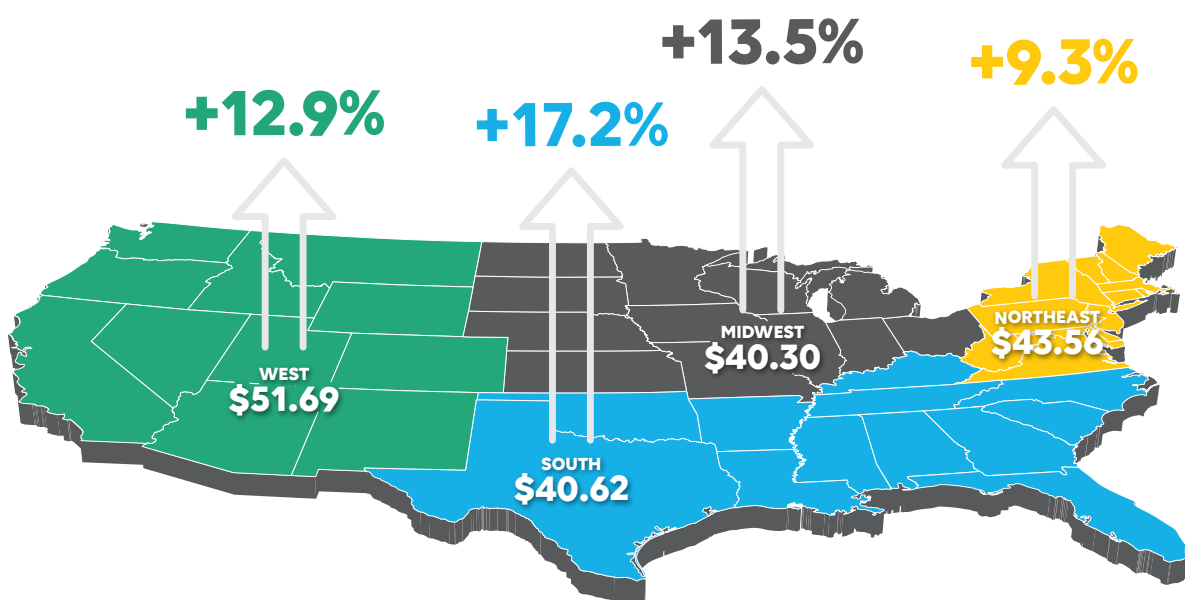 +12.9%
+17.2%
+13.5%
+9.3%
WEST
$51.69
SOUTH
$40.62
MIDWEST
$40.30
NORTHEAST
$43.56